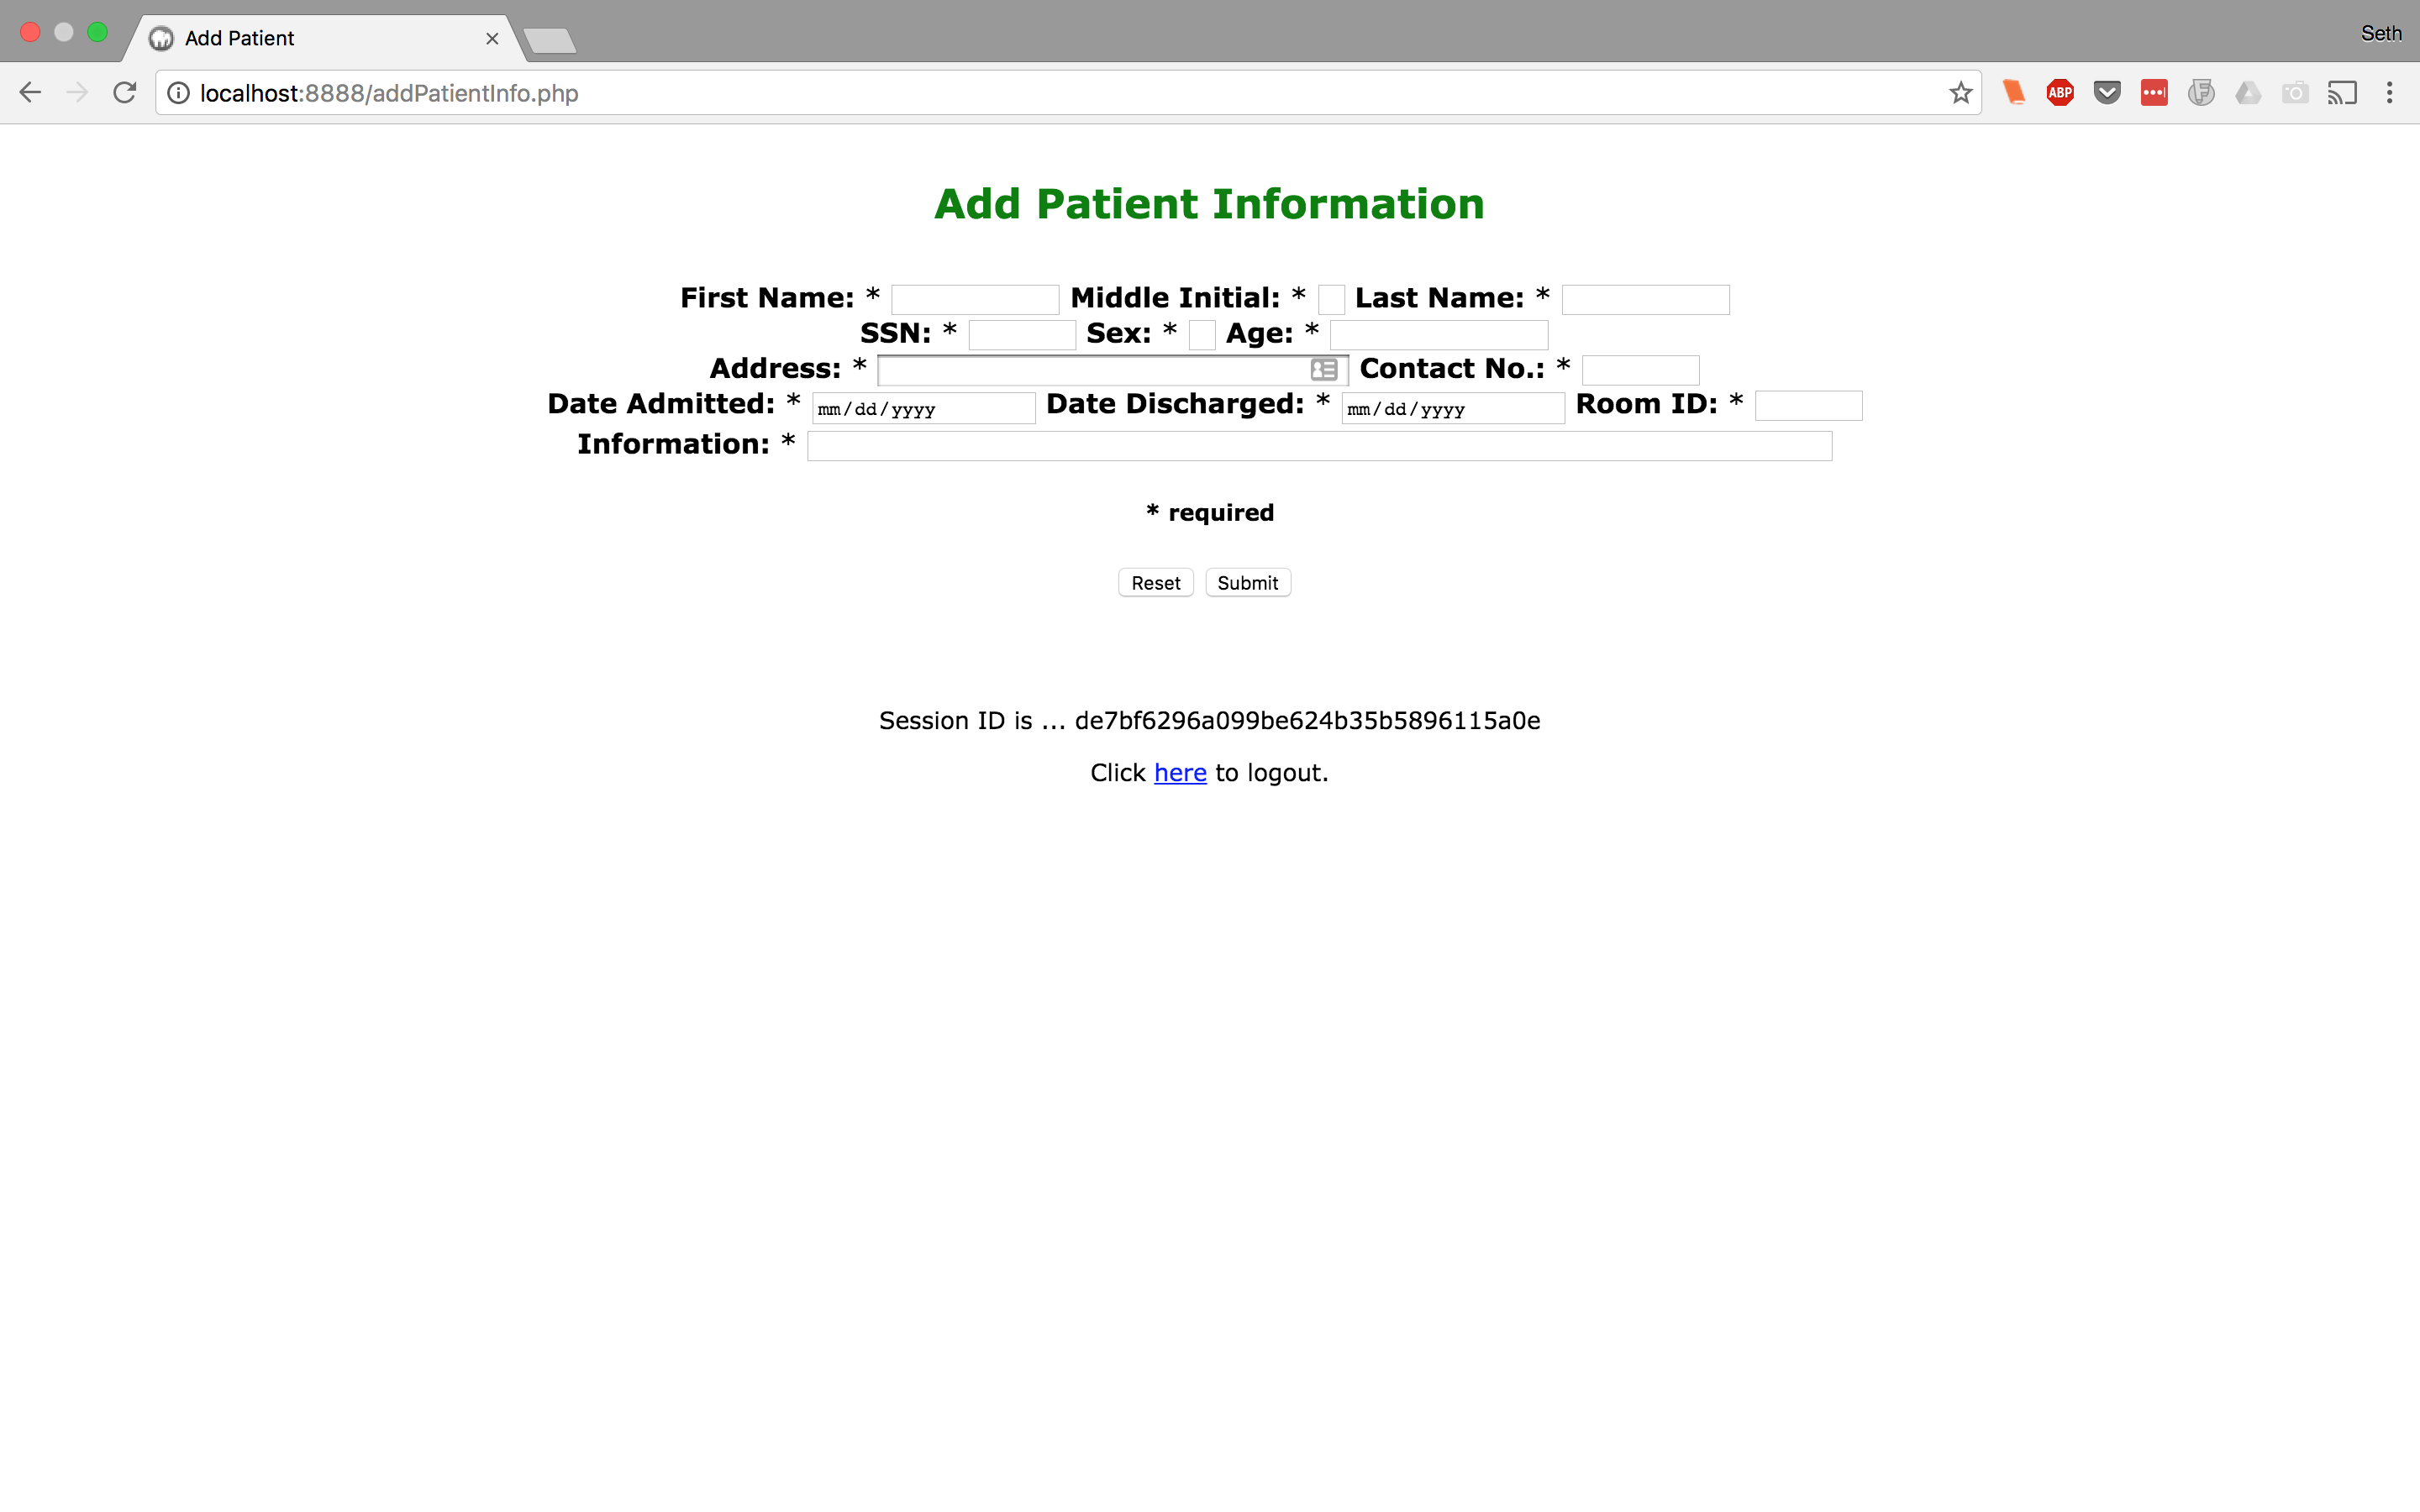 Add Patient
Seth
localhost:8888/addPatientInfo.php
ABP
Add Patient Information
First Name: * Middle Initial: * Last Name: *
SSN: * Sex: * Age: *
Address: * Contact No.: *
Date Admitted: * mm/dd/yyyy Date Discharged: * mm/dd/yyyy Room ID: *
Information: *
* required
Reset Submit
Session ID is ... de7bf6296a099be624b35b5896115a0e
Click here to logout.